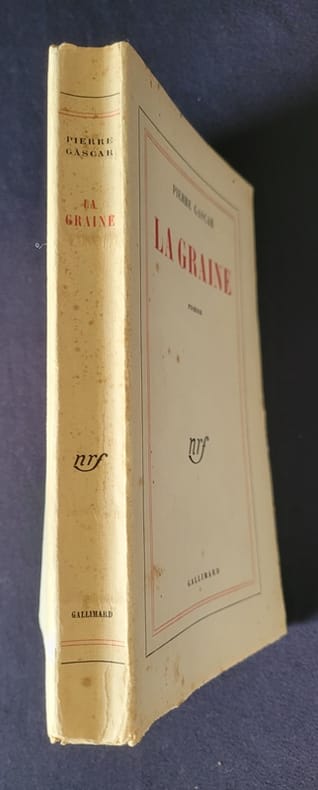 PIERRE
GASCAR
LA
GRAINE
nrf
GALLIMARD
PIERRE GASCAR
LA GRAINE
roman
nrf
GALLIMARD